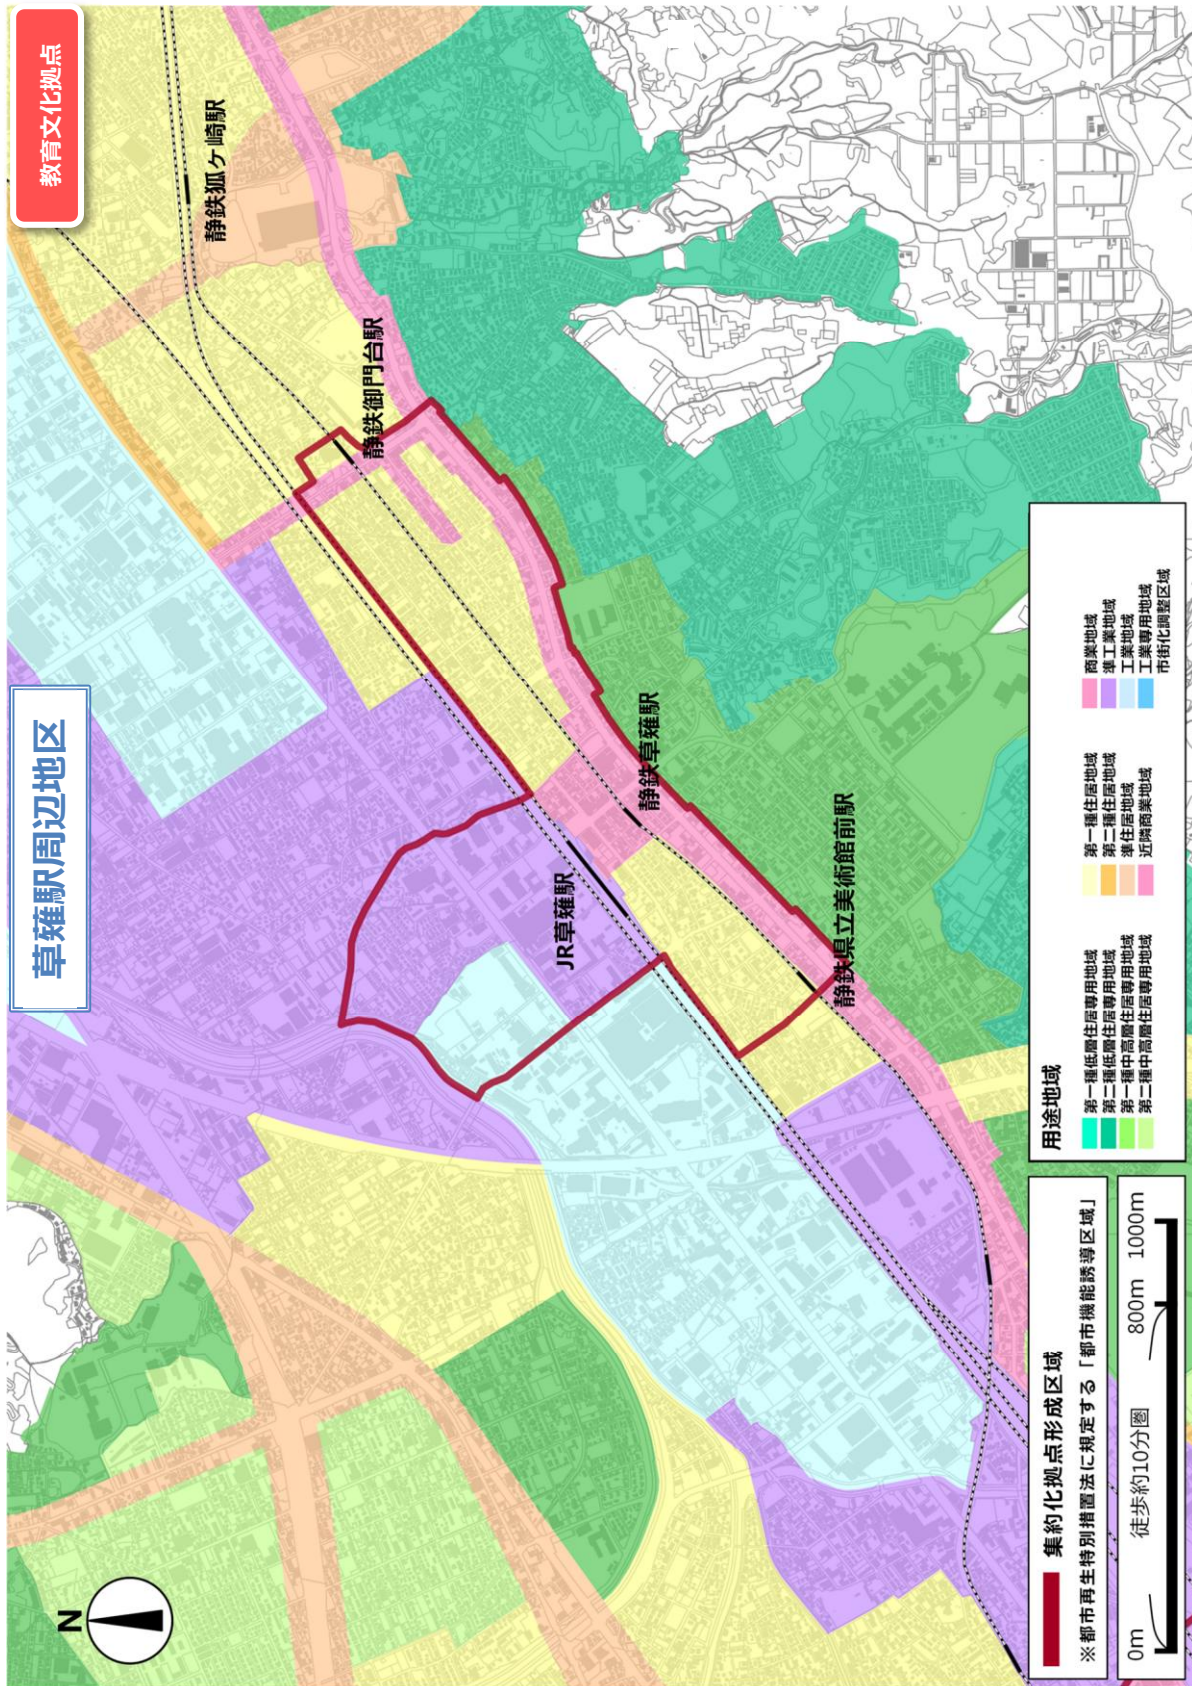 教育文化拠点
草薙駅周辺地区
静鉄狐ヶ崎駅
静鉄御門台駅
静鉄草薙駅
JR草薙駅
静鉄県立美術館前駅
N
集約化拠点形成区域
※都市再生特別措置法に規定する「都市機能誘導区域」
0m 徒歩約10分圏 800m 1000m
用途地域
第一種低層住居専用地域
第二種低層住居専用地域
第一種中高層住居専用地域
第二種中高層住居専用地域
第一種住居地域
第二種住居地域
準住居地域
近隣商業地域
商業地域
準工業地域
工業地域
工業専用地域
市街化調整区域